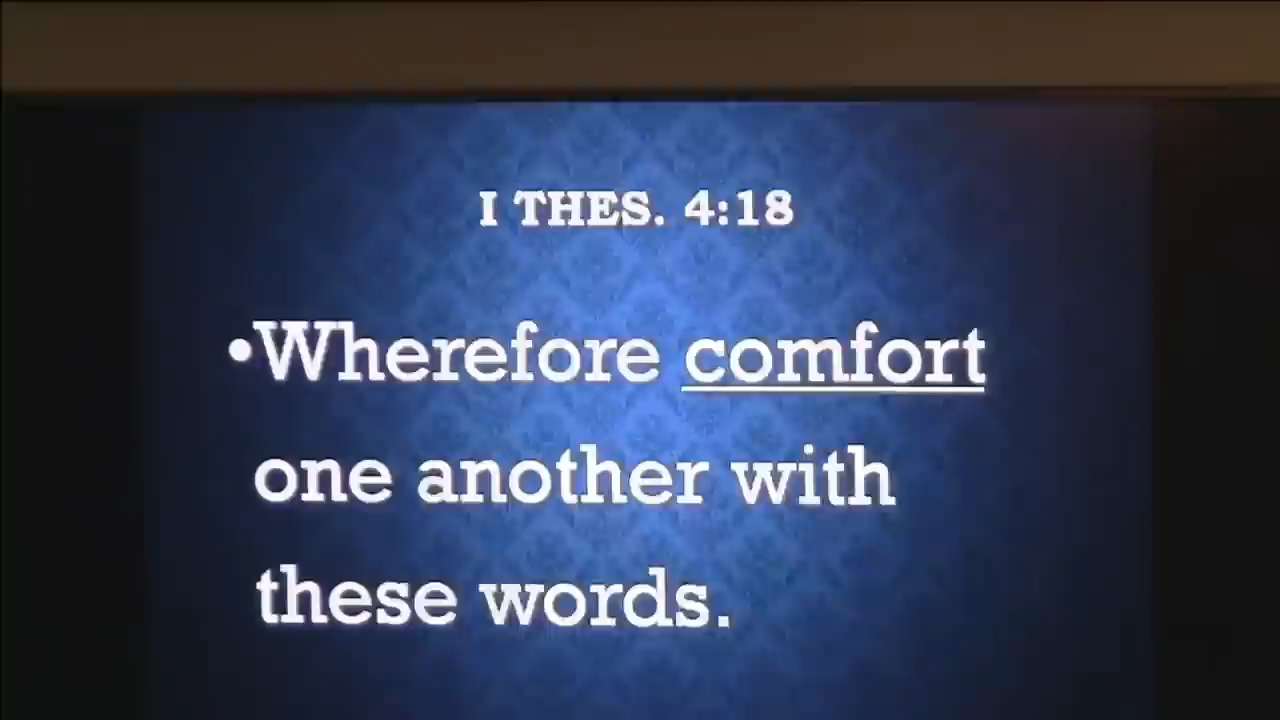 I THES. 4:18
•Wherefore comfort
one another with
these words.